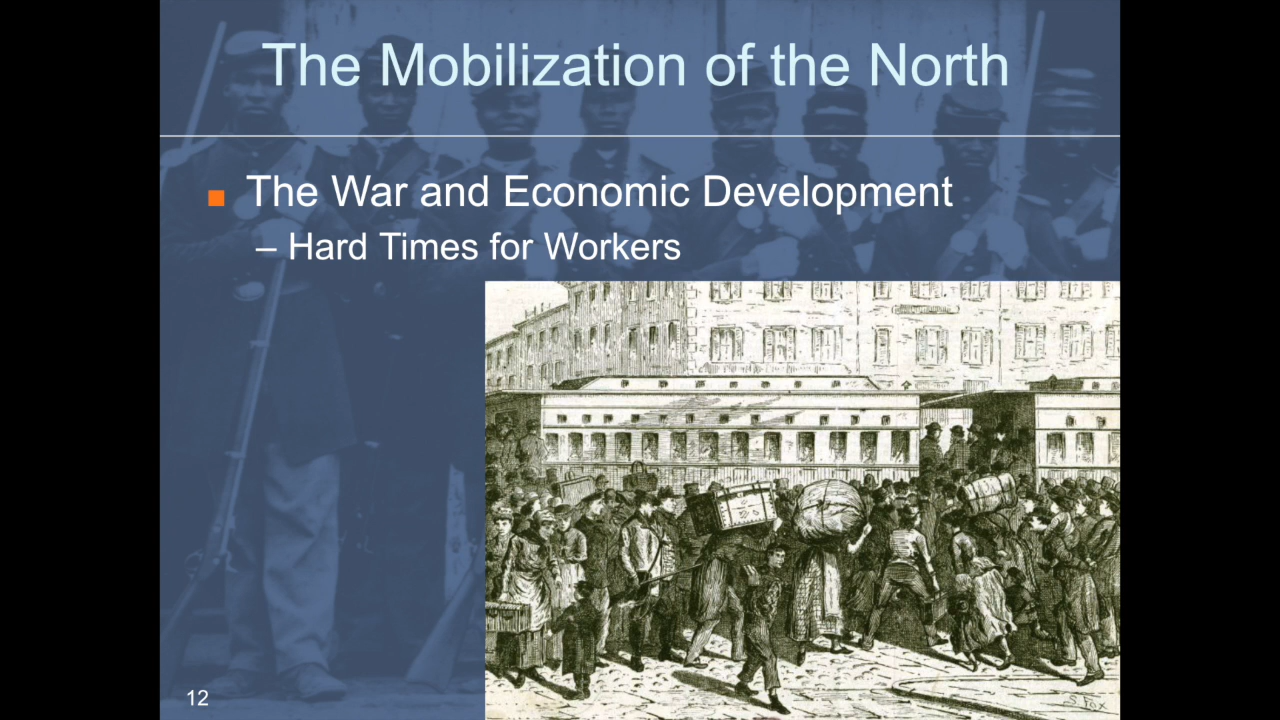 The Mobilization of the North
The War and Economic Development
– Hard Times for Workers
12